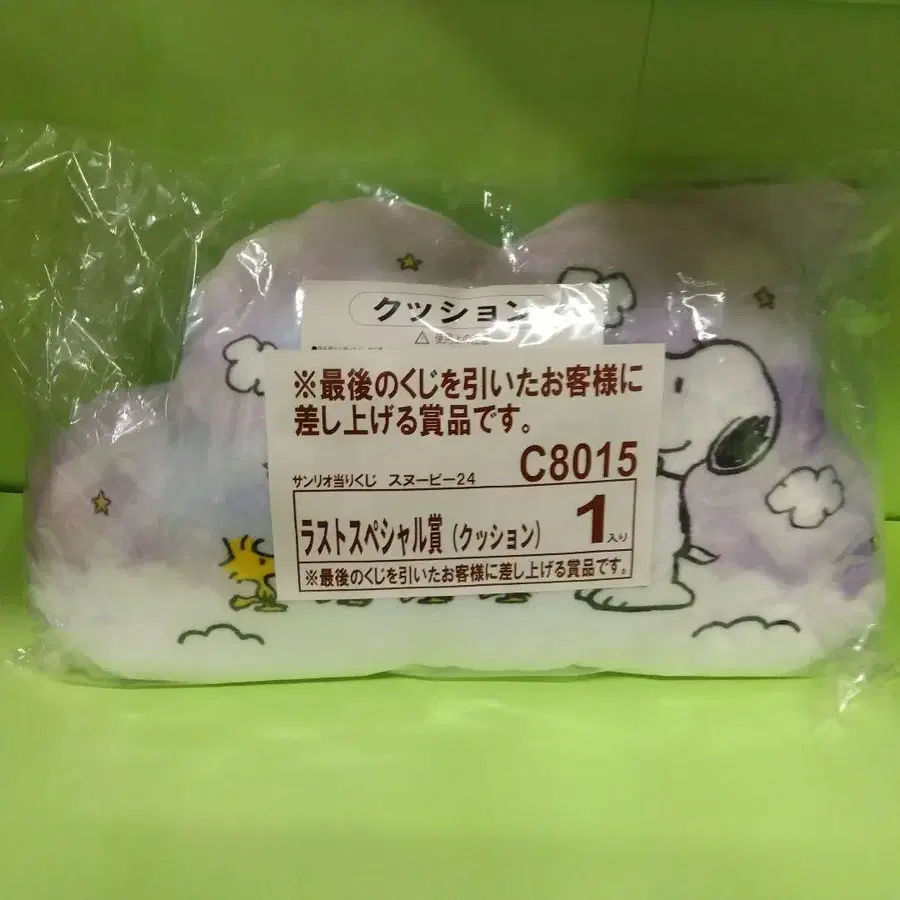 クッション
※最後のくじを引いたお客様に
差し上げる賞品です。
C8015
サンリオ当りくじ スヌーピー24
ラストスペシャル賞（クッション）
1入り
※最後のくじを引いたお客様に差し上げる賞品です。